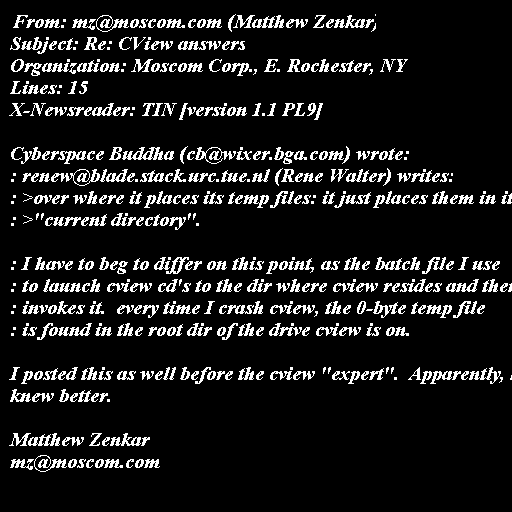 From: mz@moscom.com (Matthew Zenkar)
Subject: Re: CView answers
Organization: Moscom Corp., E. Rochester, NY
Lines: 15
X-Newsreader: TIN [version 1.1 PL9]
Cyberspace Buddha (cb@wixer.bga.com) wrote:
: renew@blade.stack.urc.tue.nl (Rene Walter) writes:
: >over where it places its temp files: it just places them in it
: >"current directory".
: I have to beg to differ on this point, as the batch file I use
: to launch cview cd's to the dir where cview resides and then
: invokes it.  every time I crash cview, the 0-byte temp file
: is found in the root dir of the drive cview is on.
I posted this as well before the cview "expert".  Apparently,
knew better.
Matthew Zenkar
mz@moscom.com